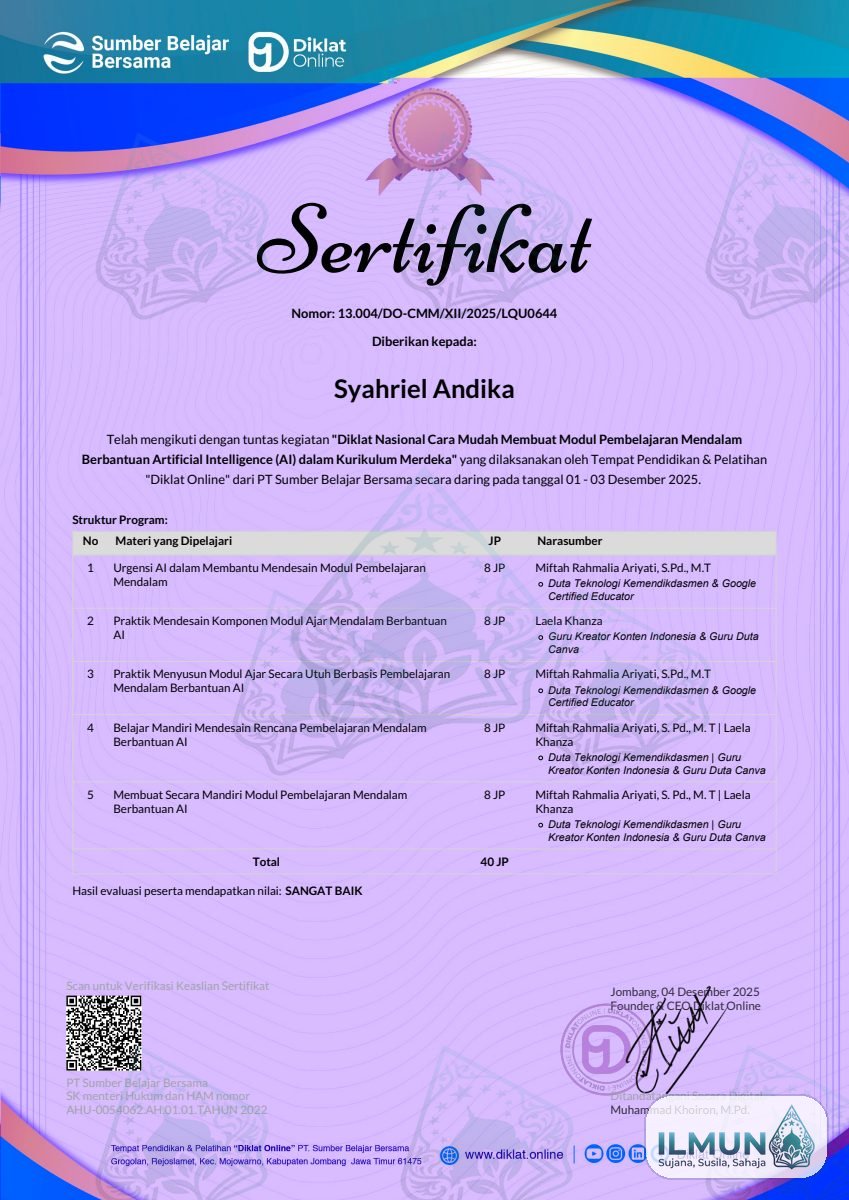 Sumber Belajar
Bersama
Diklat
Online
Sertifikat
Nomor: 13.004/DO-CMM/XII/2025/LQU0644
Diberikan kepada:
Syahriel Andika
Telah mengikuti dengan tuntas kegiatan "Diklat Nasional Cara Mudah Membuat Modul Pembelajaran Mendalam
Berbantuan Artificial Intelligence (AI) dalam Kurikulum Merdeka" yang dilaksanakan oleh Tempat Pendidikan & Pelatihan
"Diklat Online" dari PT Sumber Belajar Bersama secara daring pada tanggal 01 - 03 Desember 2025.
Struktur Program:
No Materi yang Dipelajari JP Narasumber
1 Urgensi AI dalam Membantu Mendesain Modul Pembelajaran 8 JP Miftah Rahmalia Ariyati, S.Pd., M.T
Mendalam Duta Teknologi Kemendikdasmen & Google
Certified Educator
2 Praktik Mendesain Komponen Modul Ajar Mendalam Berbantuan 8 JP Laela Khanza
AI Guru Kreator Konten Indonesia & Guru Duta
Canva
3 Praktik Menyusun Modul Ajar Secara Utuh Berbasis Pembelajaran 8 JP Miftah Rahmalia Ariyati, S.Pd., M.T
Mendalam Berbantuan AI Duta Teknologi Kemendikdasmen & Google
Certified Educator
4 Belajar Mandiri Mendesain Rencana Pembelajaran Mendalam 8 JP Miftah Rahmalia Ariyati, S. Pd., M. T | Laela
Berbantuan AI Khanza
Duta Teknologi Kemendikdasmen | Guru
Kreator Konten Indonesia & Guru Duta Canva
5 Membuat Secara Mandiri Modul Pembelajaran Mendalam 8 JP Miftah Rahmalia Ariyati, S. Pd., M. T | Laela
Berbantuan AI Khanza
Duta Teknologi Kemendikdasmen | Guru
Kreator Konten Indonesia & Guru Duta Canva
Total 40 JP
Hasil evaluasi peserta mendapatkan nilai: SANGAT BAIK
Scan untuk Verifikasi Keaslian Sertifikat
Jombang, 04 Desember 2025
Founder & CEO Diklat Online
DIKLATONLINE
PT Sumber Belajar Bersama
SK menteri Hukum dan HAM nomor
AHU-0054062.AH.01.01.TAHUN 2022
Ditandatangani Secara Digital
Muhammad Khoiron, M.Pd.
Tempat Pendidikan & Pelatihan "Diklat Online" PT. Sumber Belajar Bersama
Grogolan, Rejoslamet, Kec. Mojowarno, Kabupaten Jombang Jawa Timur 61475
www.diklat.online
ILMUN
Sujana, Susila, Sahaja